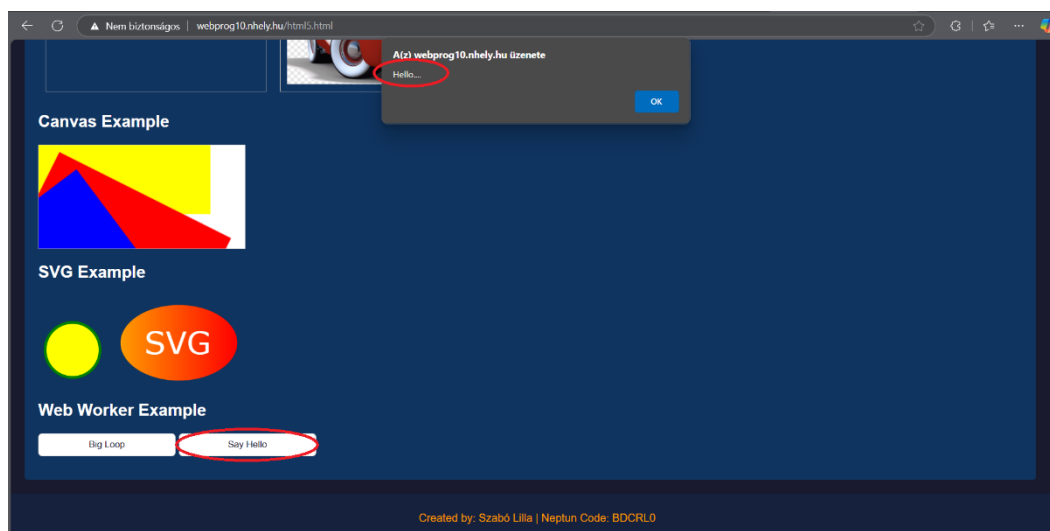 Nem biztonságos | webprog10.nhely.hu/html5.html
A(z) webprog10.nhely.hu üzenete
Hello....
OK
Canvas Example
SVG Example
SVG
Web Worker Example
Big Loop
Say Hello
Created by: Szabó Lilla | Neptun Code: BDCRL0